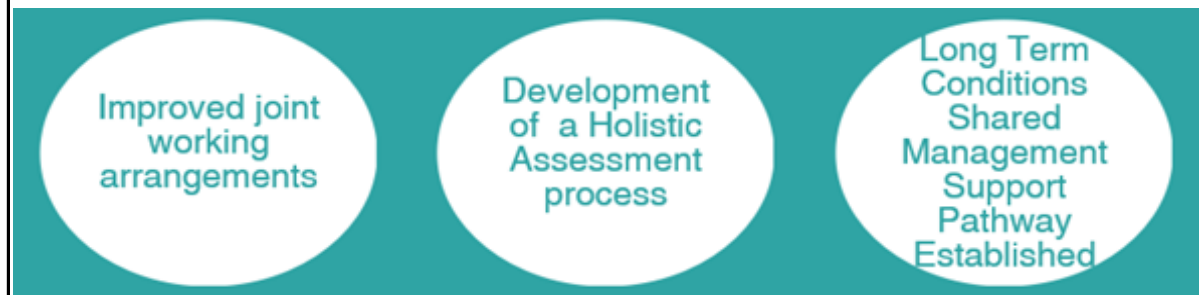 Improved joint
working
arrangements
Development
of a Holistic
Assessment
process
Long Term
Conditions
Shared
Management
Support
Pathway
Established